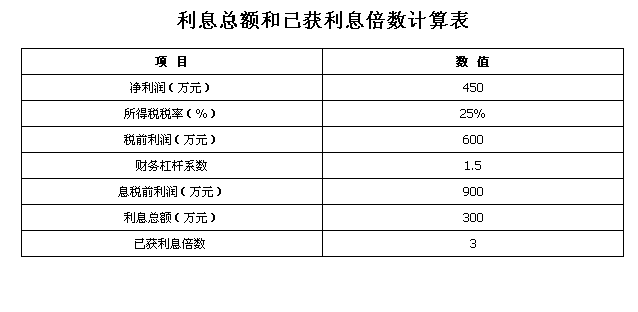 利息总额和已获利息倍数计算表
项 目 数 值
净利润（万元） 450
所得税税率（%） 25%
税前利润（万元） 600
财务杠杆系数 1.5
息税前利润（万元） 900
利息总额（万元） 300
已获利息倍数 3